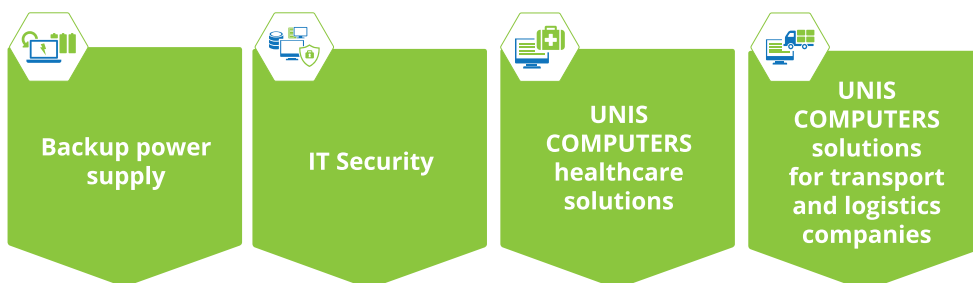 Backup power
supply
IT Security
UNIS
COMPUTERS
healthcare
solutions
UNIS
COMPUTERS
solutions
for transport
and logistics
companies